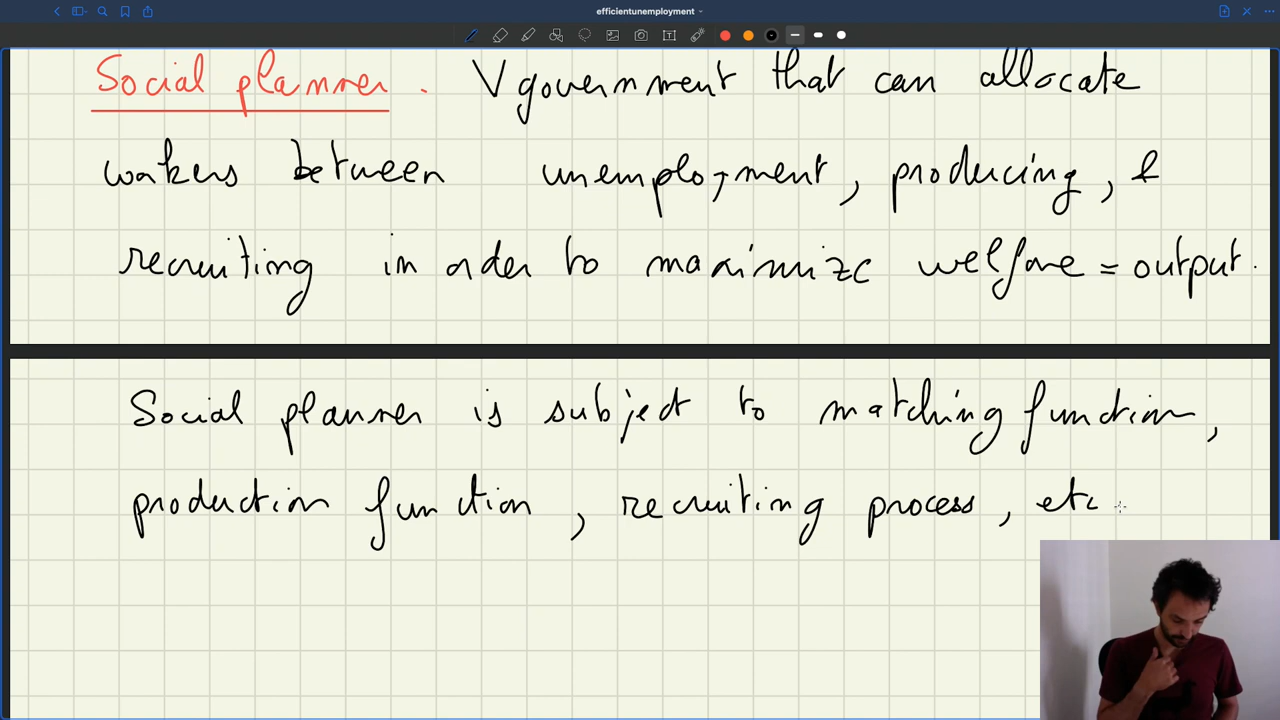 efficientunemployment
Social planner. government that can allocate
workers between unemployment, producing, &
recruiting in order to maximize welfare = output.
Social planner is subject to matching function,
production function, recruiting process, etc